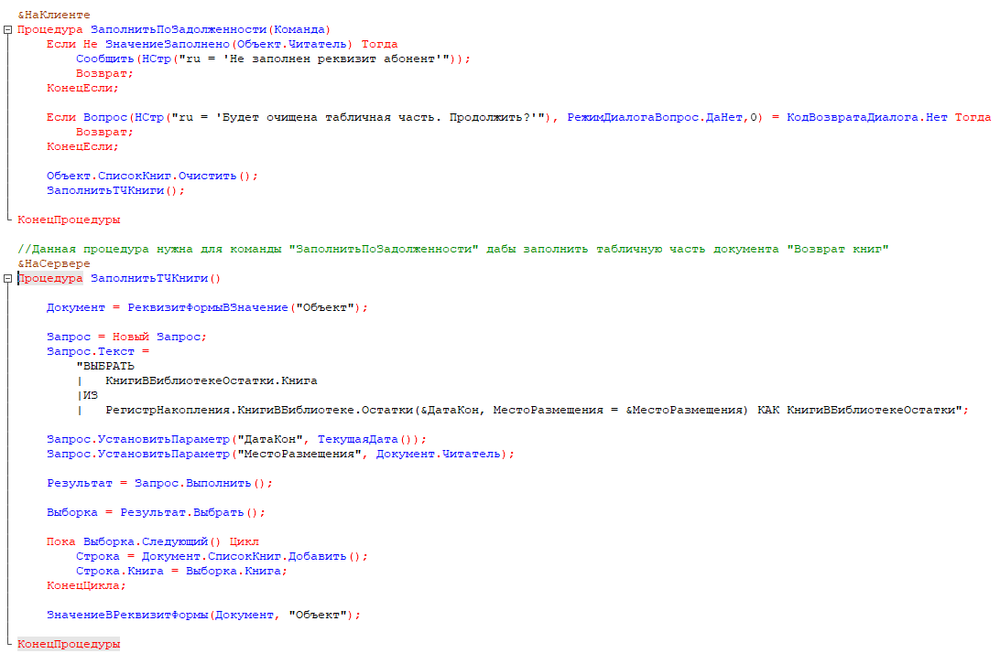 &НаКлиенте
Процедура ЗаполнитьПоЗадолженности(Команда)
Если Не ЗначениеЗаполнено(Объект.Читатель) Тогда
Сообщить(НСтр("ru = 'Не заполнен реквизит абонент'"));
Возврат;
КонецЕсли;
Если Вопрос(НСтр("ru = 'Будет очищена табличная часть. Продолжить?'"), РежимДиалогаВопрос.ДаНет,0) = КодВозвратаДиалога.Нет Тогда
Возврат;
КонецЕсли;
Объект.СписокКниг.Очистить();
ЗаполнитьТЧКниги();
КонецПроцедуры
//Данная процедура нужна для команды "ЗаполнитьПоЗадолженности" дабы заполнить табличную часть документа "Возврат книг"
&НаСервере
Процедура ЗаполнитьТЧКниги()
Документ = РеквизитФормыВЗначение("Объект");
Запрос = Новый Запрос;
Запрос.Текст =
"ВЫБРАТЬ
|	КнигиВБиблиотекеОстатки.Книга
|ИЗ
|	РегистрНакопления.КнигиВБиблиотеке.Остатки(&ДатаКон, МестоРазмещения = &МестоРазмещения) КАК КнигиВБиблиотекеОстатки";
Запрос.УстановитьПараметр("ДатаКон", ТекущаяДата());
Запрос.УстановитьПараметр("МестоРазмещения", Документ.Читатель);
Результат = Запрос.Выполнить();
Выборка = Результат.Выбрать();
Пока Выборка.Следующий() Цикл
Строка = Документ.СписокКниг.Добавить();
Строка.Книга = Выборка.Книга;
КонецЦикла;
ЗначениеВРеквизитФормы(Документ, "Объект");
КонецПроцедуры